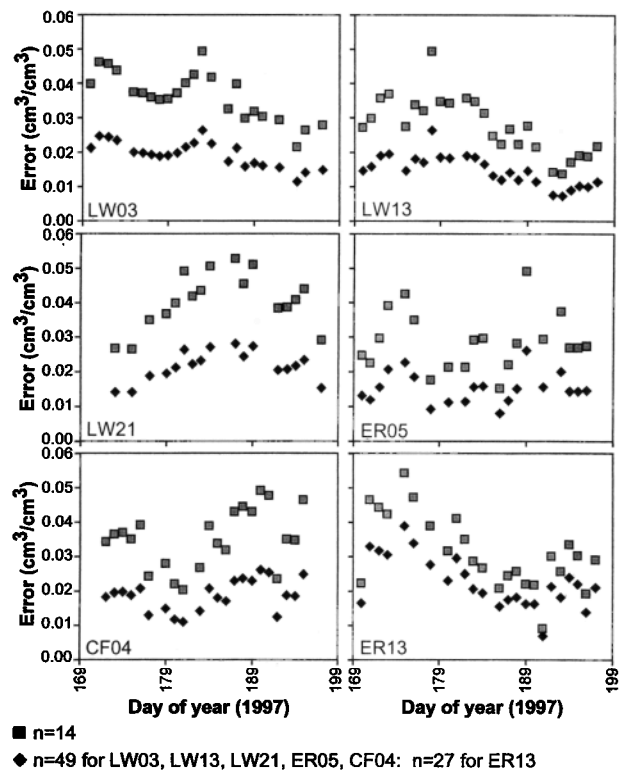 0.06
0.05
0.04
0.03
0.02
0.01
0.00
Error (cm³/cm³)
LW03
LW13
0.06
0.05
0.04
0.03
0.02
0.01
0.00
Error (cm³/cm³)
LW21
ER05
0.06
0.05
0.04
0.03
0.02
0.01
0.00
Error (cm³/cm³)
CF04
ER13
169 179 189 199 169 179 189 199
Day of year (1997) Day of year (1997)
n=14
n=49 for LW03, LW13, LW21, ER05, CF04: n=27 for ER13